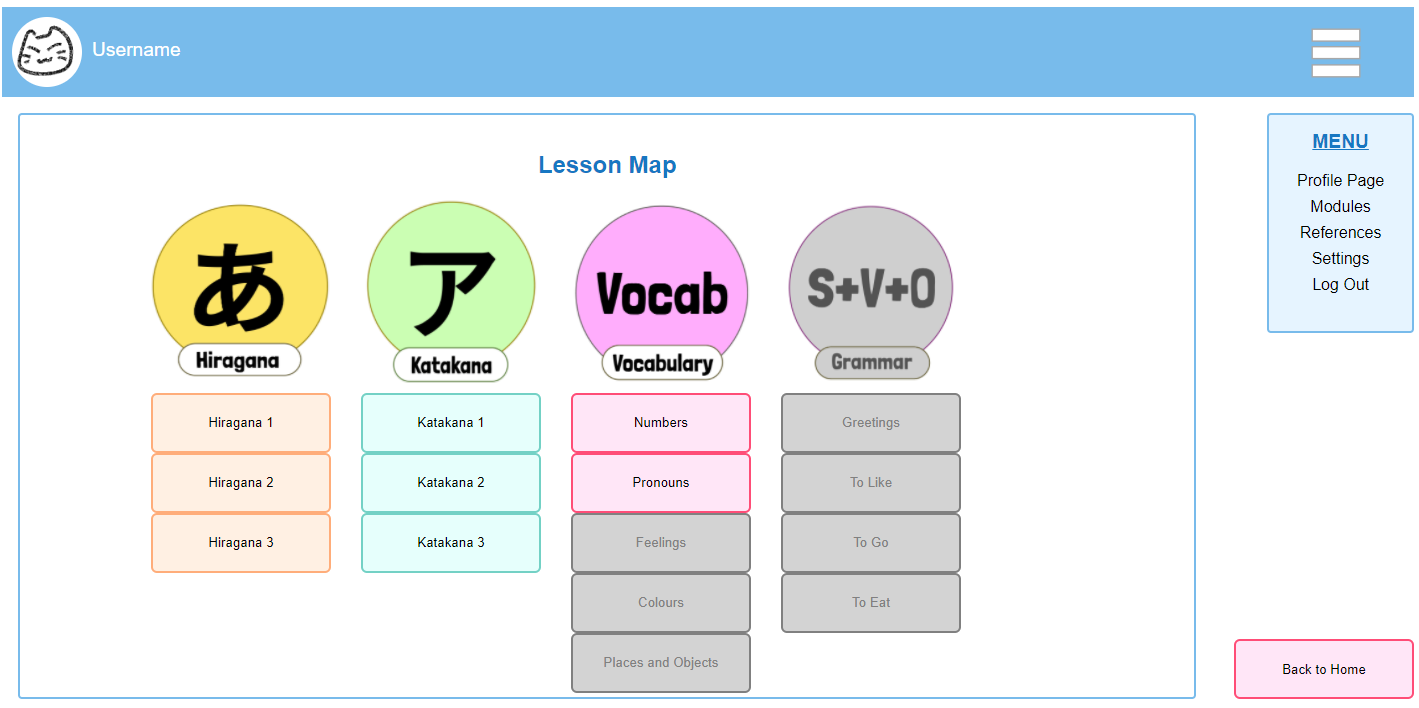 Username
Lesson Map
あ
Hiragana
Hiragana 1
Hiragana 2
Hiragana 3
ア
Katakana
Katakana 1
Katakana 2
Katakana 3
Vocab
Vocabulary
Numbers
Pronouns
Feelings
Colours
Places and Objects
S+V+O
Grammar
Greetings
To Like
To Go
To Eat
MENU
Profile Page
Modules
References
Settings
Log Out
Back to Home